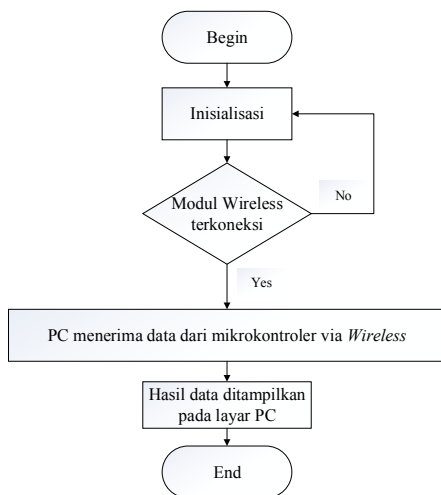 Begin
Inisialisasi
Modul Wireless
terkoneksi
No
Yes
PC menerima data dari mikrokontroler via Wireless
Hasil data ditampilkan
pada layar PC
End